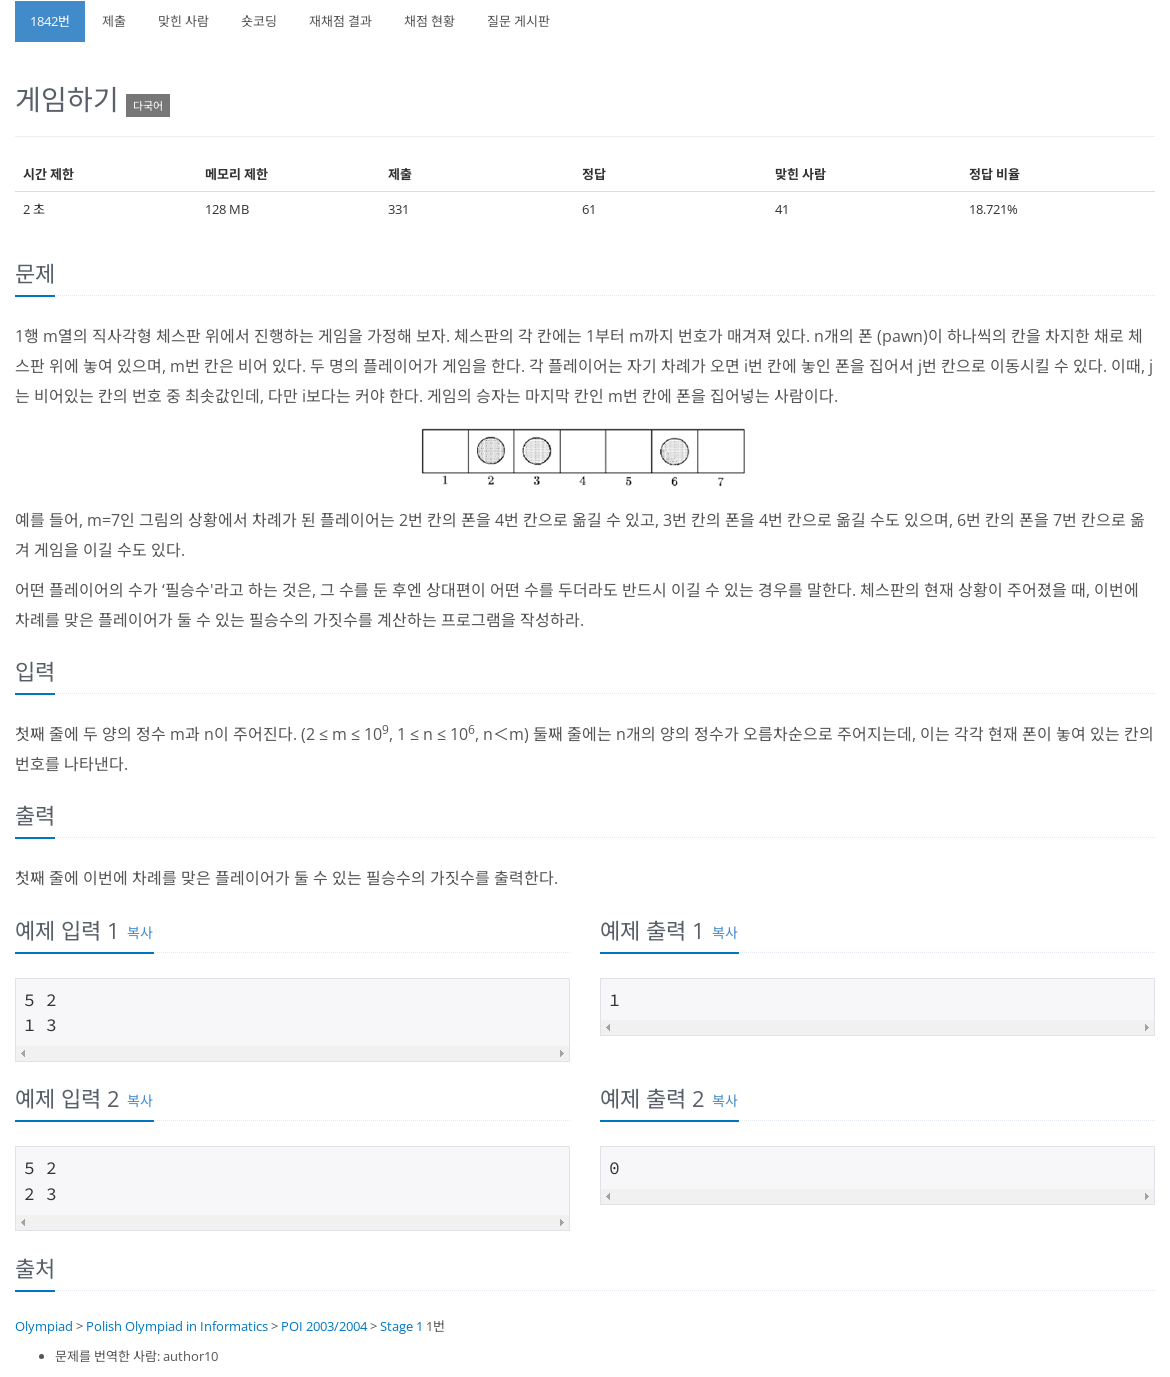 1842번 제출 맞힌 사람 숏코딩 재채점 결과 채점 현황 질문 게시판
게임하기 다국어
시간 제한 메모리 제한 제출 정답 맞힌 사람 정답 비율
2 초 128 MB 331 61 41 18.721%
문제
1행 m열의 직사각형 체스판 위에서 진행하는 게임을 가정해 보자. 체스판의 각 칸에는 1부터 m까지 번호가 매겨져 있다. n개의 폰 (pawn)이 하나씩의 칸을 차지한 채로 체
스판 위에 놓여 있으며, m번 칸은 비어 있다. 두 명의 플레이어가 게임을 한다. 각 플레이어는 자기 차례가 오면 i번 칸에 놓인 폰을 집어서 j번 칸으로 이동시킬 수 있다. 이때, j
는 비어있는 칸의 번호 중 최솟값인데, 다만 i보다는 커야 한다. 게임의 승자는 마지막 칸인 m번 칸에 폰을 집어넣는 사람이다.
1 2 3 4 5 6 7
예를 들어, m=7인 그림의 상황에서 차례가 된 플레이어는 2번 칸의 폰을 4번 칸으로 옮길 수 있고, 3번 칸의 폰을 4번 칸으로 옮길 수도 있으며, 6번 칸의 폰을 7번 칸으로 옮
겨 게임을 이길 수도 있다.
어떤 플레이어의 수가 ‘필승수'라고 하는 것은, 그 수를 둔 후엔 상대편이 어떤 수를 두더라도 반드시 이길 수 있는 경우를 말한다. 체스판의 현재 상황이 주어졌을 때, 이번에
차례를 맞은 플레이어가 둘 수 있는 필승수의 가짓수를 계산하는 프로그램을 작성하라.
입력
첫째 줄에 두 양의 정수 m과 n이 주어진다. (2 ≤ m ≤ 10⁹, 1 ≤ n ≤ 10⁶, n＜m) 둘째 줄에는 n개의 양의 정수가 오름차순으로 주어지는데, 이는 각각 현재 폰이 놓여 있는 칸의
번호를 나타낸다.
출력
첫째 줄에 이번에 차례를 맞은 플레이어가 둘 수 있는 필승수의 가짓수를 출력한다.
예제 입력 1 복사
5 2
1 3
예제 출력 1 복사
1
예제 입력 2 복사
5 2
2 3
예제 출력 2 복사
0
출처
Olympiad > Polish Olympiad in Informatics > POI 2003/2004 > Stage 1 1번
• 문제를 번역한 사람: author10